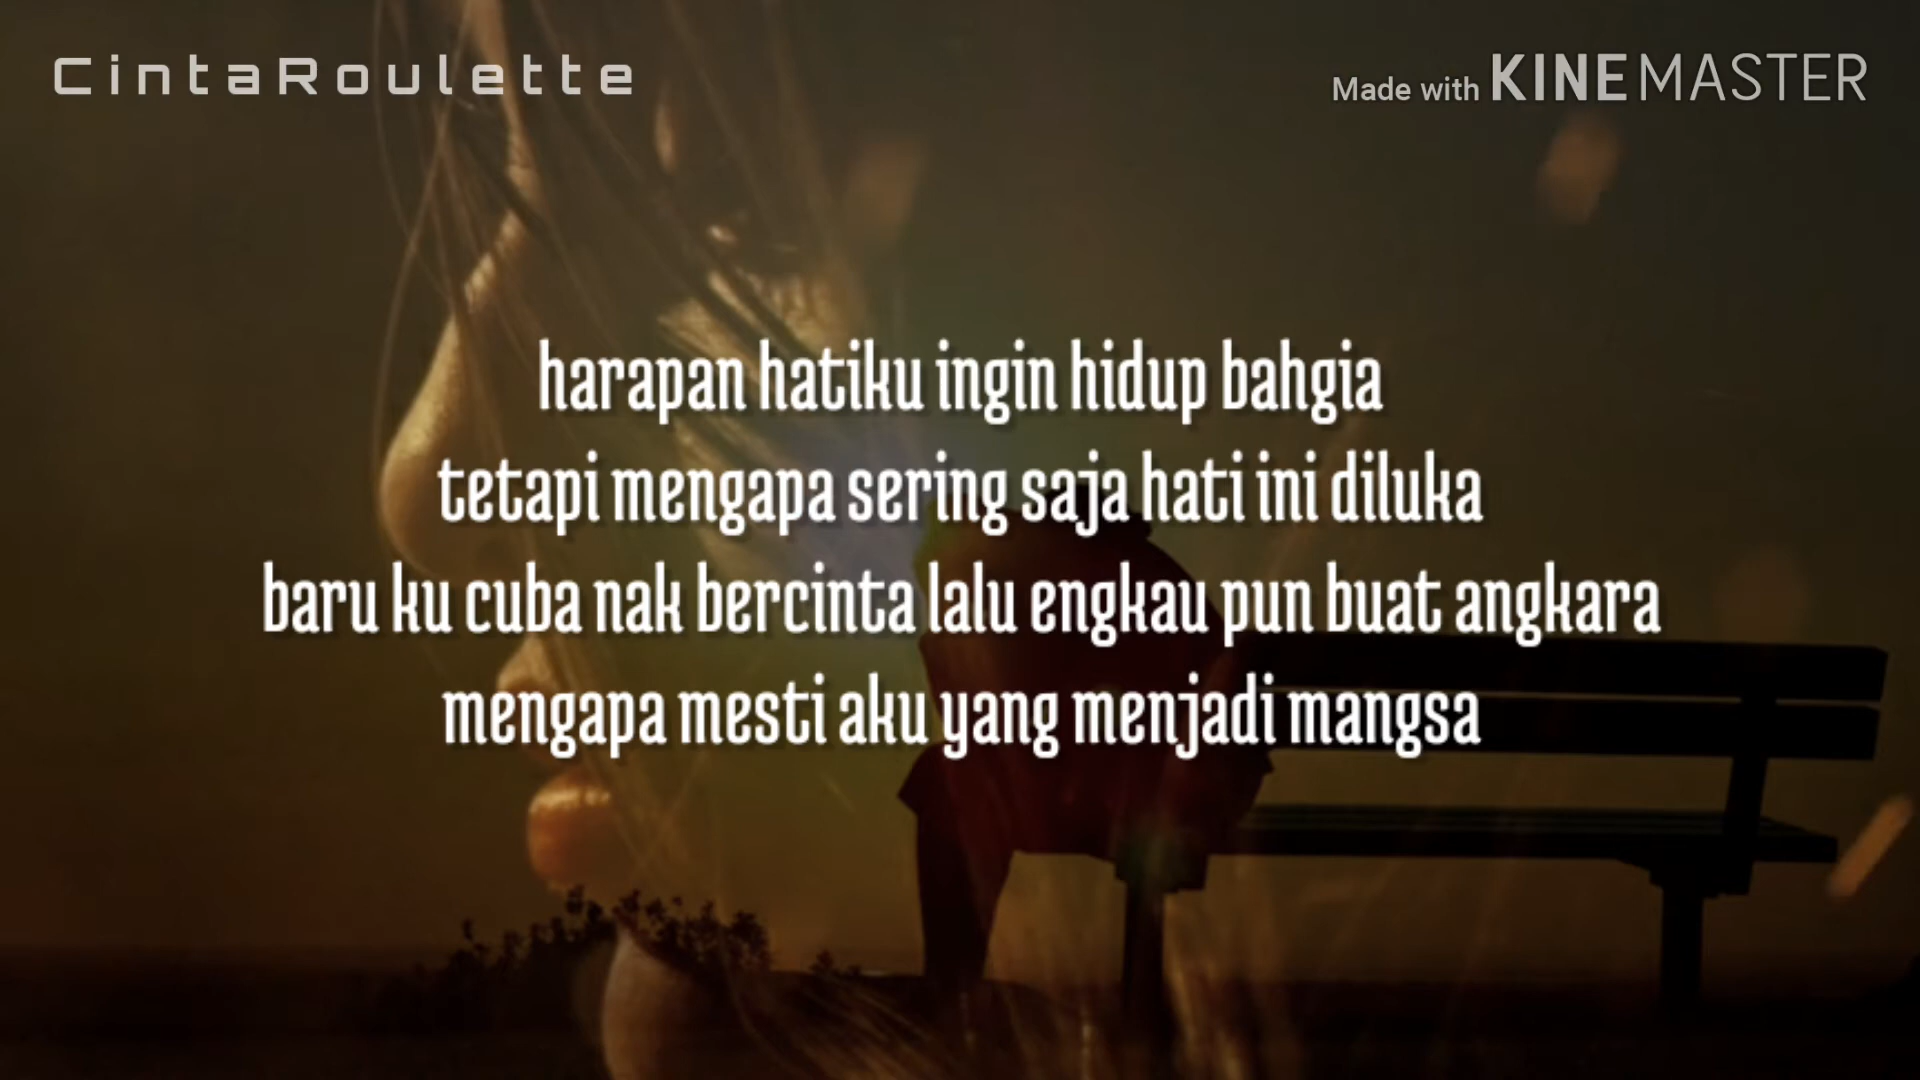 CintaRoulette
Made with KINEMASTER
harapan hatiku ingin hidup bahgia
tetapi mengapa sering saja hati ini diluka
baru ku cuba nak bercinta lalu engkau pun buat angkara
mengapa mesti aku yang menjadi mangsa